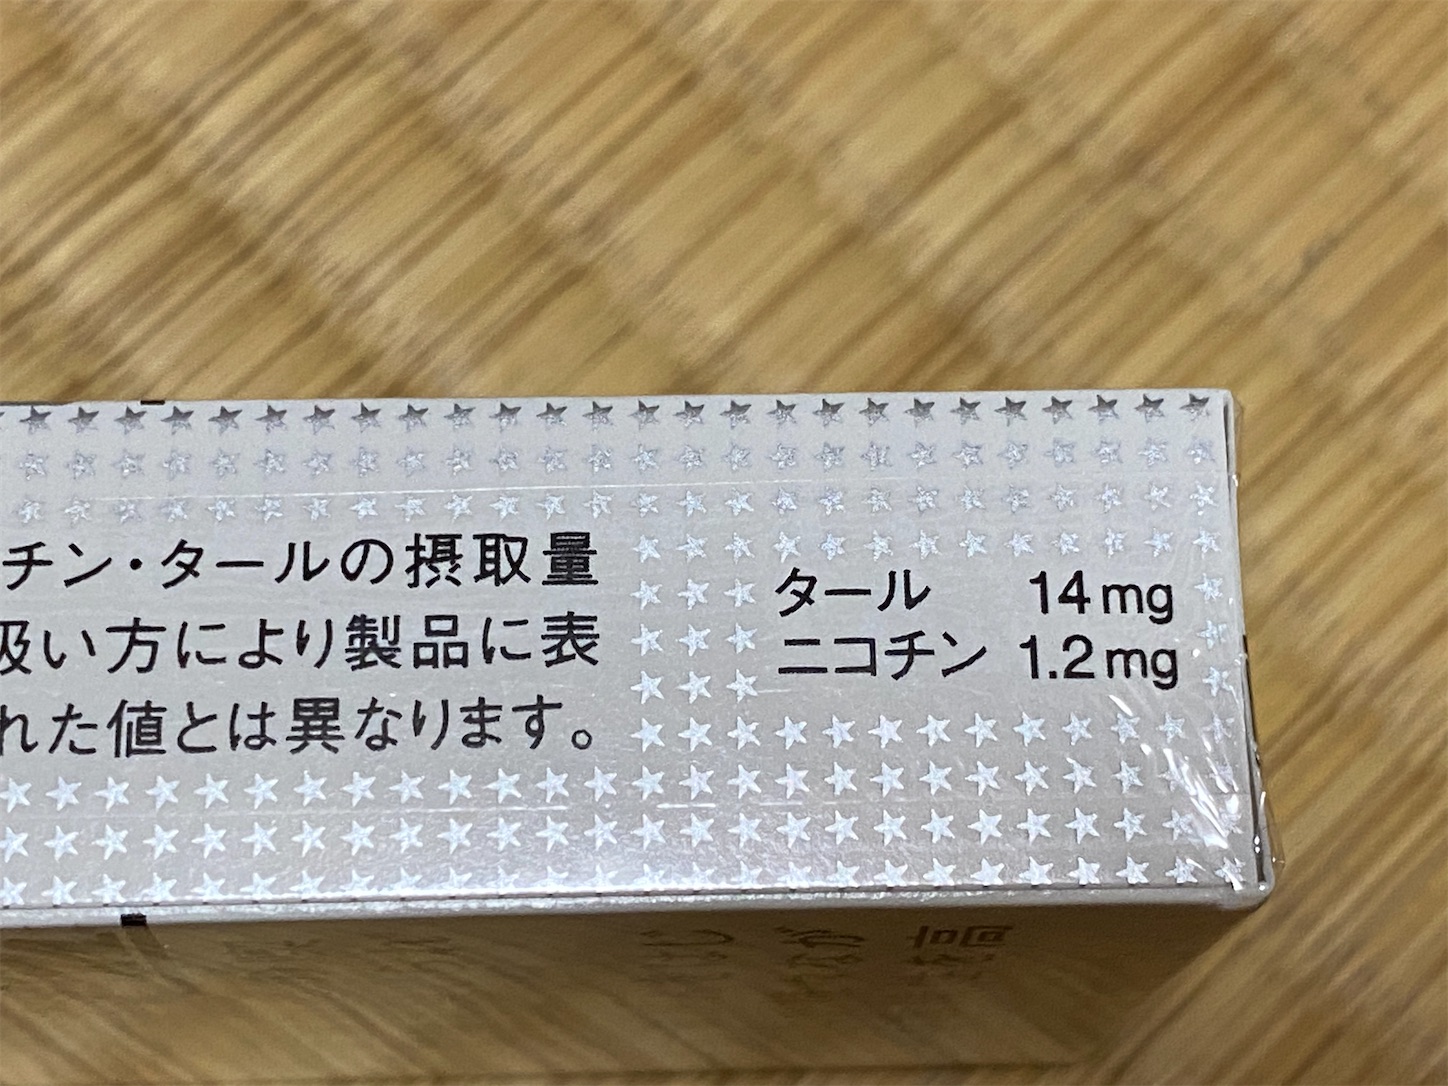 チン・タールの摂取量
吸い方により製品に表
れた値とは異なります。
タール 14mg
ニコチン 1.2mg